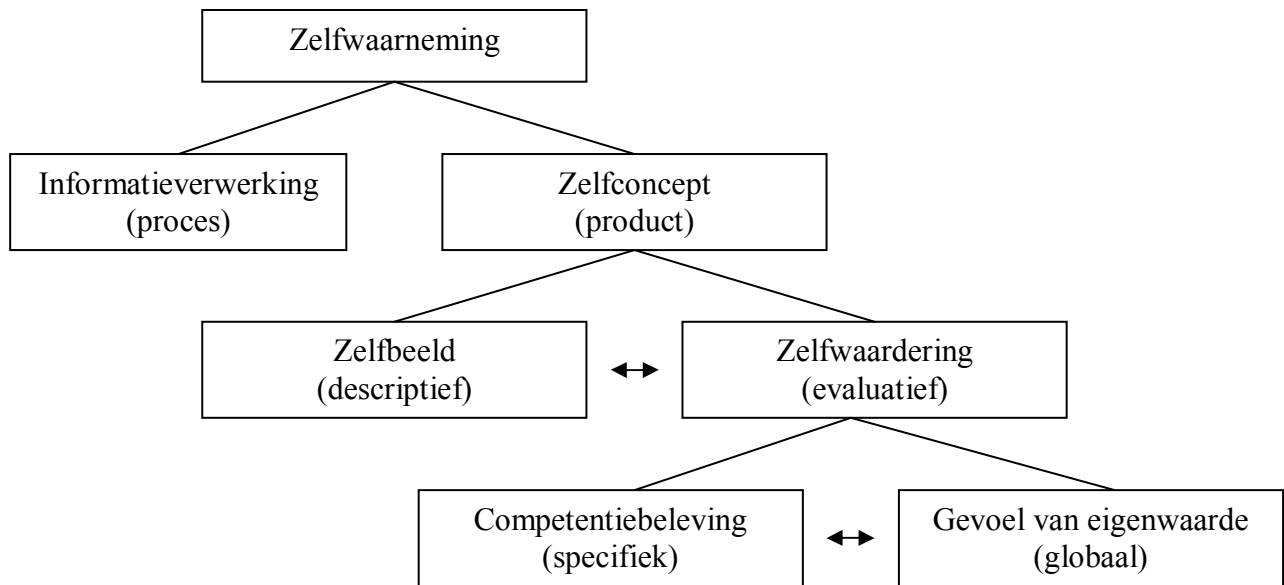 Zelfwaarneming
Informatieverwerking
(proces)
Zelfconcept
(product)
Zelfbeeld
(descriptief)
Zelfwaardering
(evaluatief)
Competentiebeleving
(specifiek)
Gevoel van eigenwaarde
(globaal)